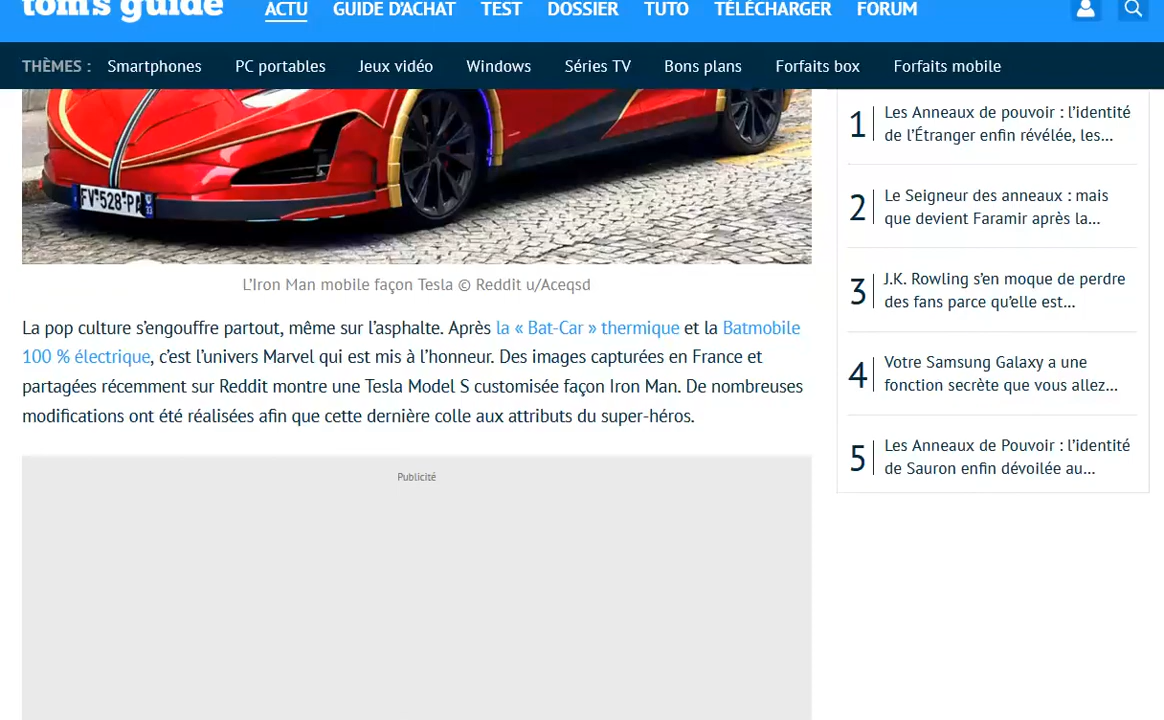 tom's guide
ACTU GUIDE D'ACHAT TEST DOSSIER TUTO TÉLÉCHARGER FORUM
THÈMES : Smartphones PC portables Jeux vidéo Windows Séries TV Bons plans Forfaits box Forfaits mobile
FV*528*P
L'Iron Man mobile façon Tesla © Reddit u/Aceqsd
La pop culture s'engouffre partout, même sur l'asphalte. Après la « Bat-Car » thermique et la Batmobile
100 % électrique, c'est l'univers Marvel qui est mis à l'honneur. Des images capturées en France et
partagées récemment sur Reddit montre une Tesla Model S customisée façon Iron Man. De nombreuses
modifications ont été réalisées afin que cette dernière colle aux attributs du super-héros.
Publicité
1 Les Anneaux de pouvoir : l'identité
de l'Étranger enfin révélée, les...
2 Le Seigneur des anneaux : mais
que devient Faramir après la...
3 J.K. Rowling s'en moque de perdre
des fans parce qu'elle est...
4 Votre Samsung Galaxy a une
fonction secrète que vous allez...
5 Les Anneaux de Pouvoir : l'identité
de Sauron enfin dévoilée au...